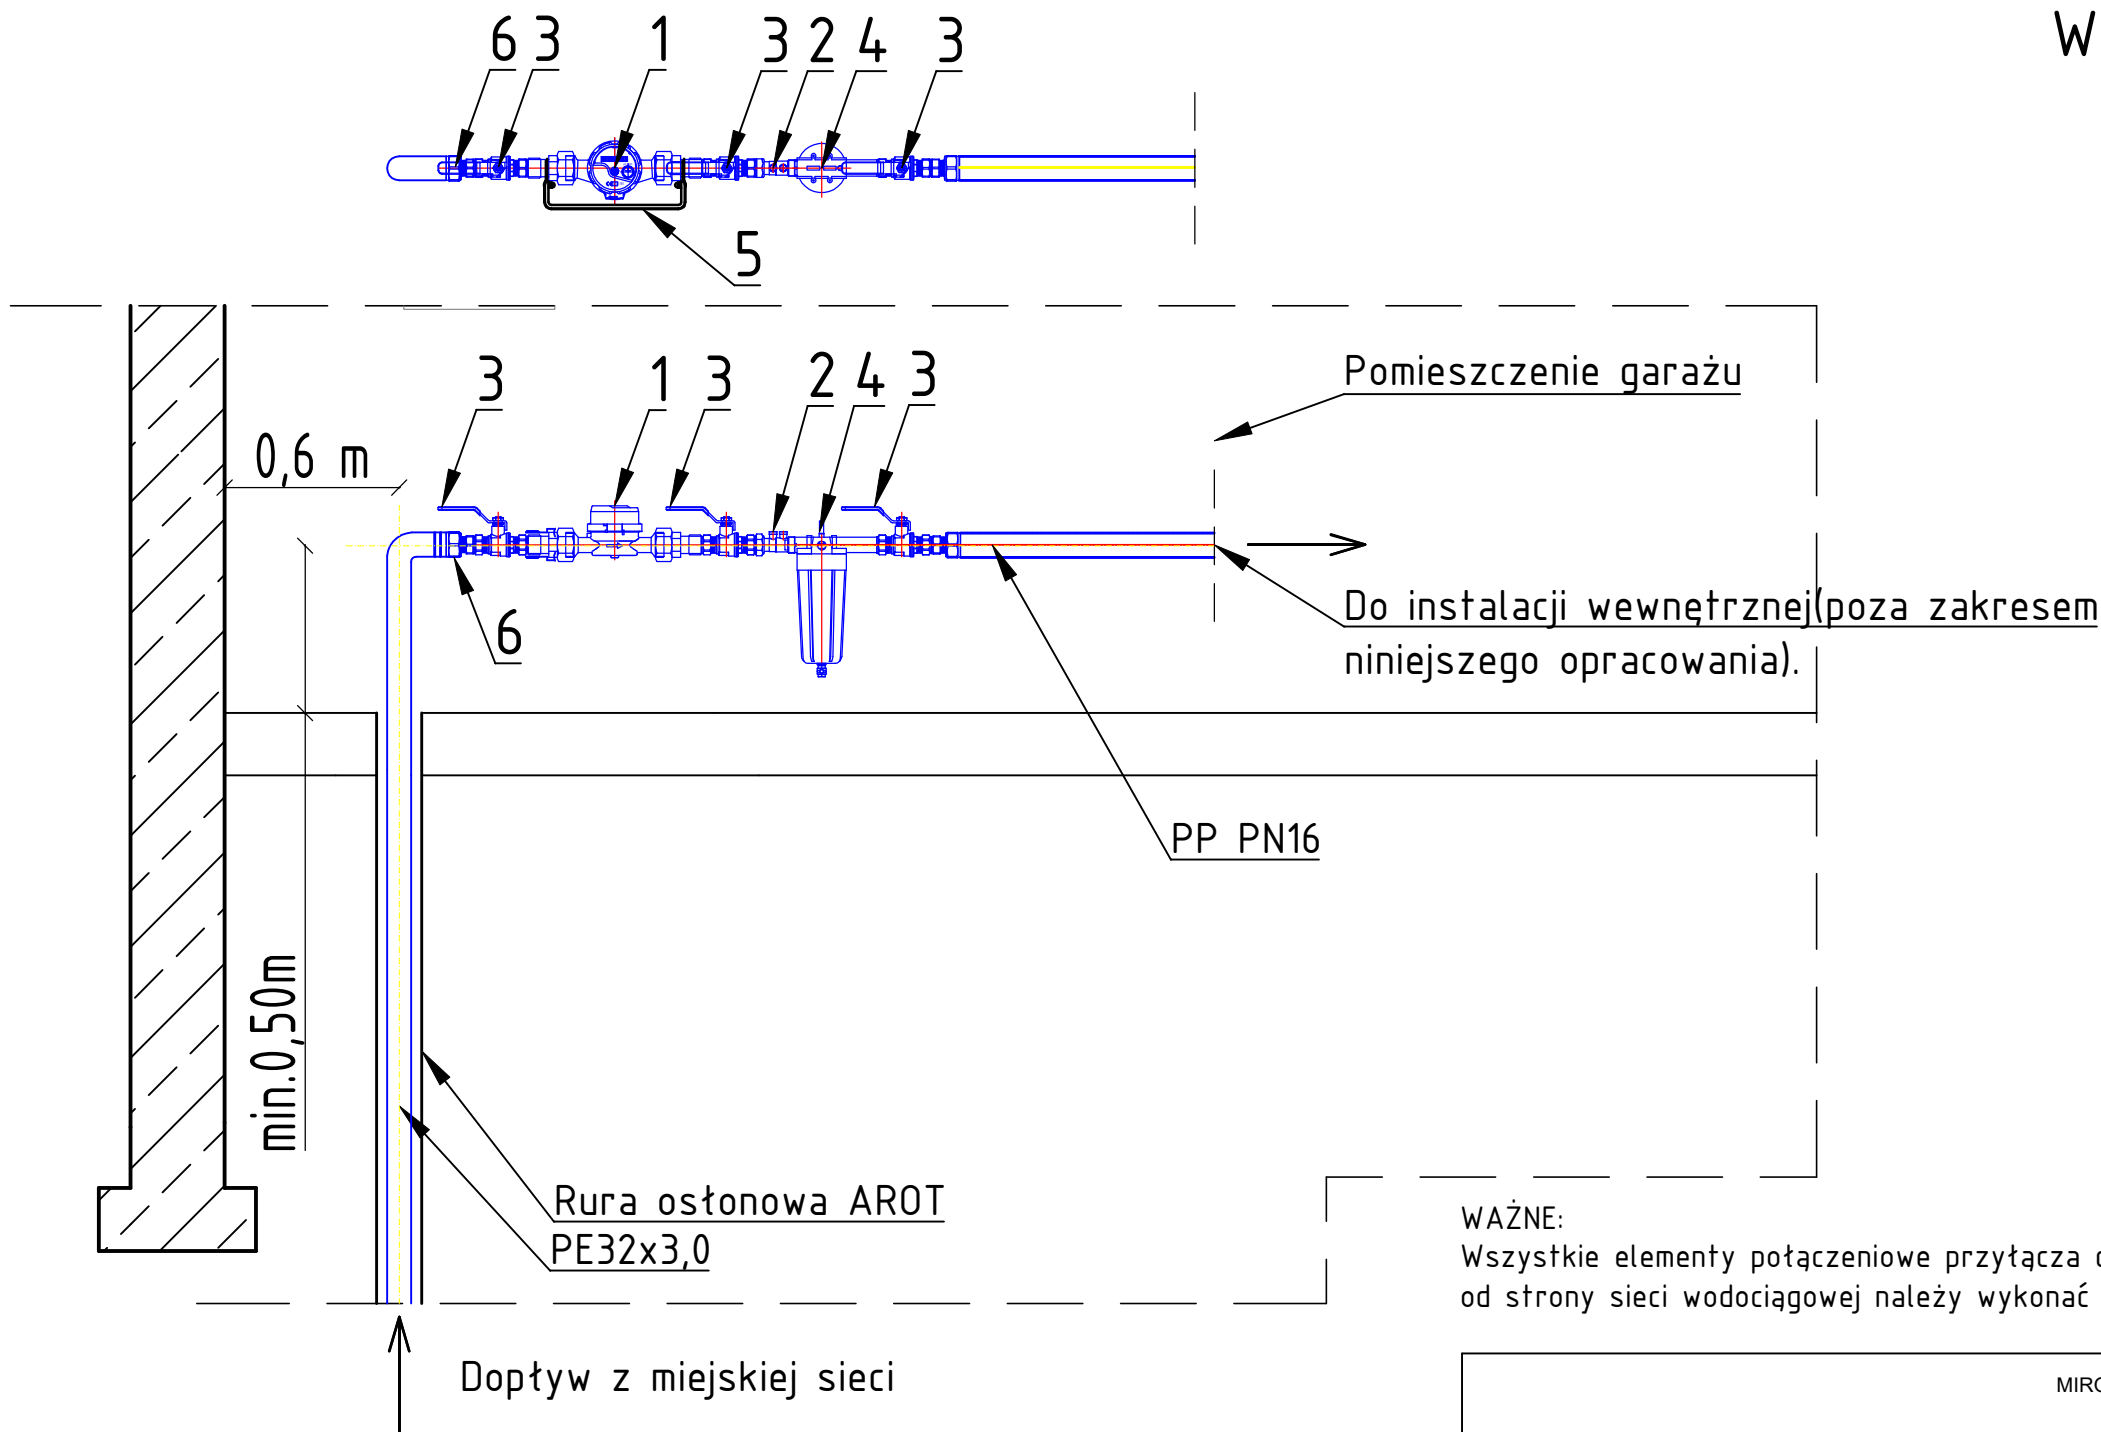 W
6 3 1 3 2 4 3
5
3 1 3 2 4 3
Pomieszczenie garażu
0,6 m
Do instalacji wewnętrznej(poza zakresem
niniejszego opracowania).
6
PP PN16
min.0,50m
Rura osłonowa AROT
PE32x3,0
WAŻNE:
Wszystkie elementy połączeniowe przyłącza
od strony sieci wodociągowej należy wykonać
Dopływ z miejskiej sieci